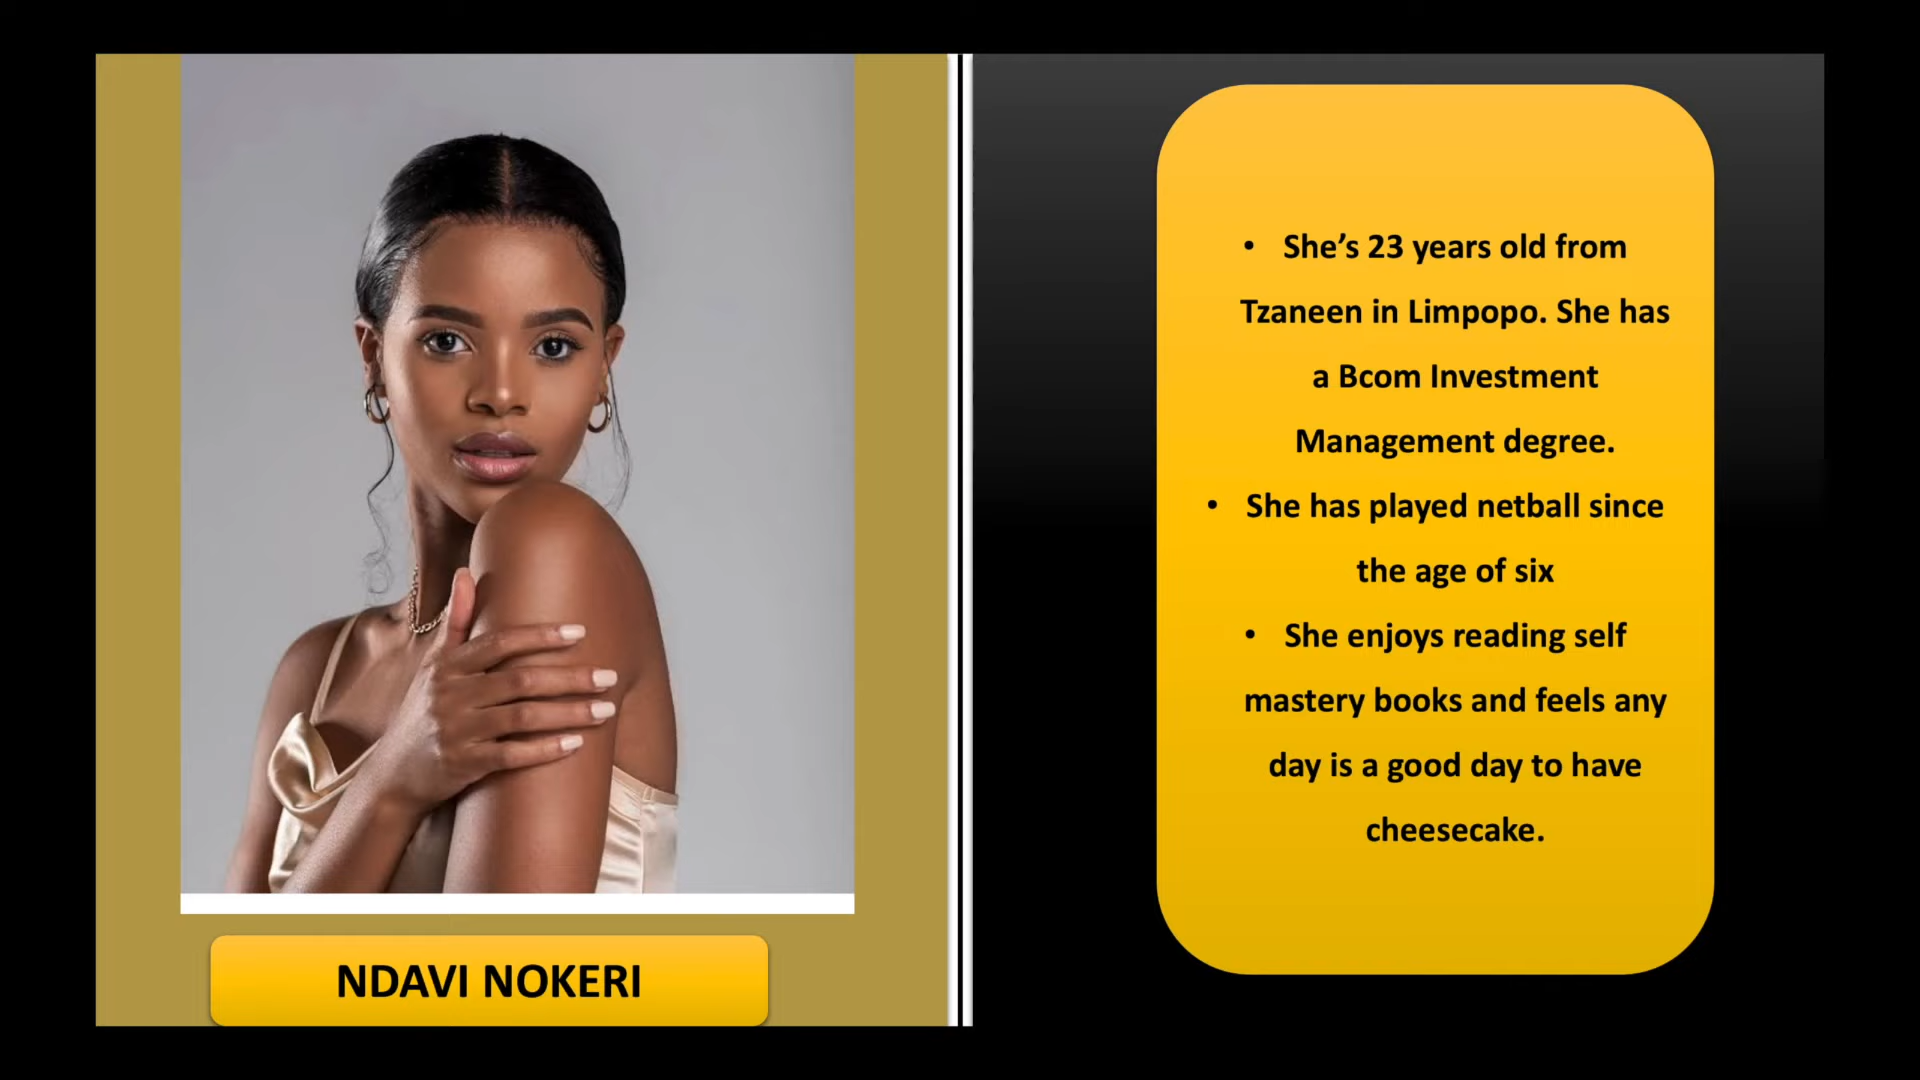 NDAVI NOKERI
• She’s 23 years old from
Tzaneen in Limpopo. She has
a Bcom Investment
Management degree.
• She has played netball since
the age of six
• She enjoys reading self
mastery books and feels any
day is a good day to have
cheesecake.